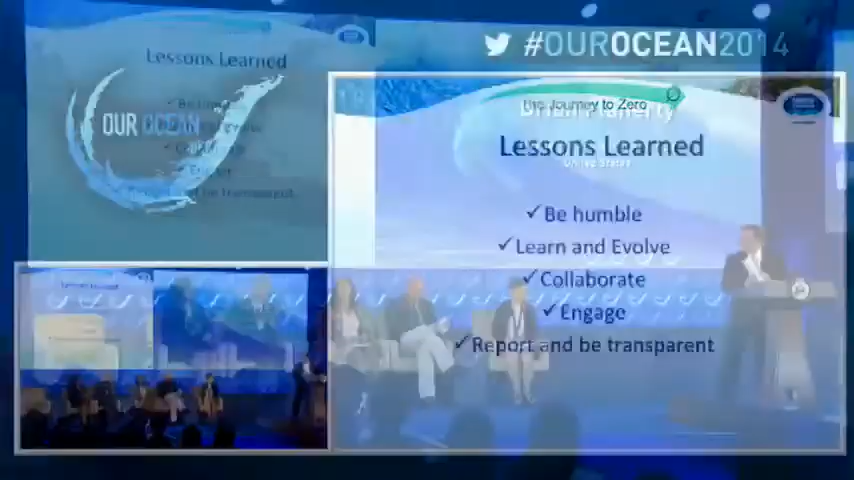 #OUROCEAN2014
Lessons Learned
OUR OCEAN
the Journey to Zero
Lessons Learned
United States
✓Be humble
✓Learn and Evolve
✓Collaborate
✓Engage
✓Report and be transparent